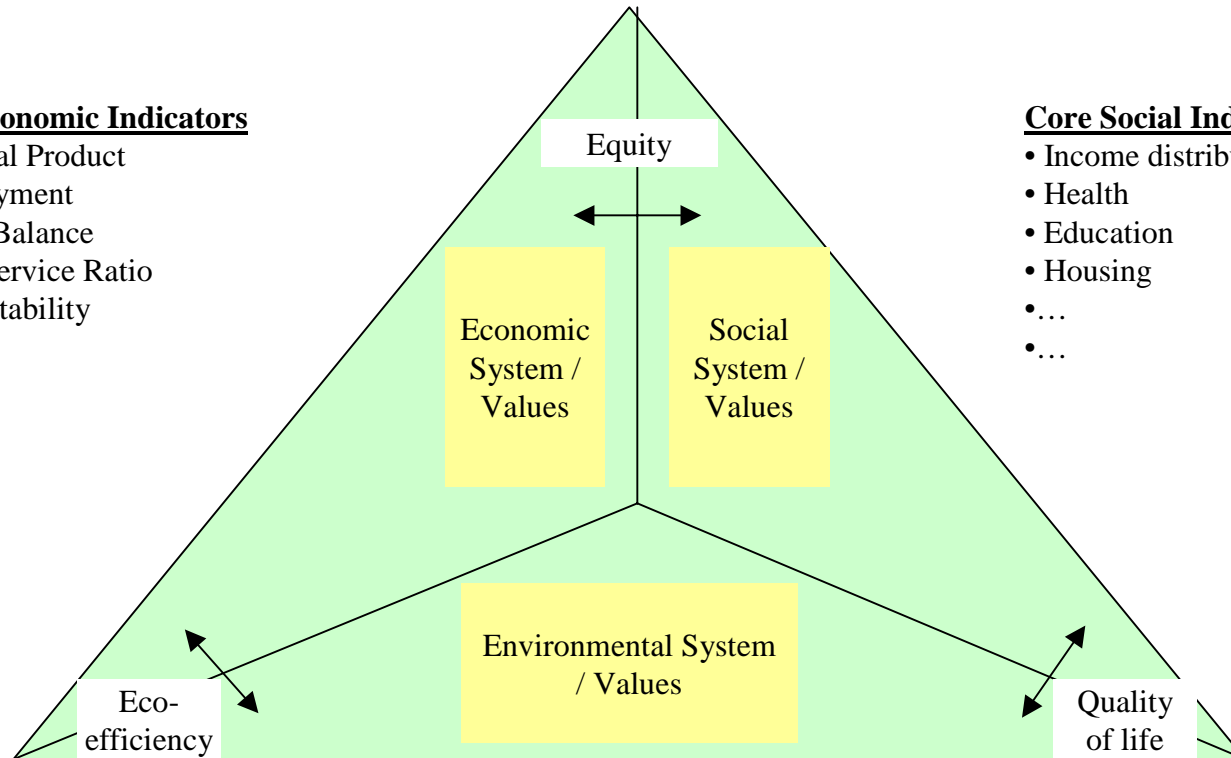 onomic Indicators
al Product
yment
Balance
ervice Ratio
tability
Equity
Core Social Ind
• Income distrib
• Health
• Education
• Housing
•…
•…
Economic
System /
Values
Social
System /
Values
Environmental System
/ Values
Eco-
efficiency
Quality
of life